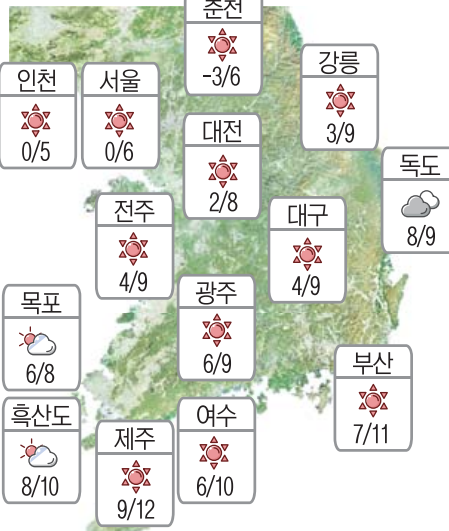 춘천
-3/6
강릉
3/9
인천
0/5
서울
0/6
대전
2/8
독도
8/9
전주
4/9
대구
4/9
광주
6/9
목포
6/8
부산
7/11
흑산도
8/10
제주
9/12
여수
6/10